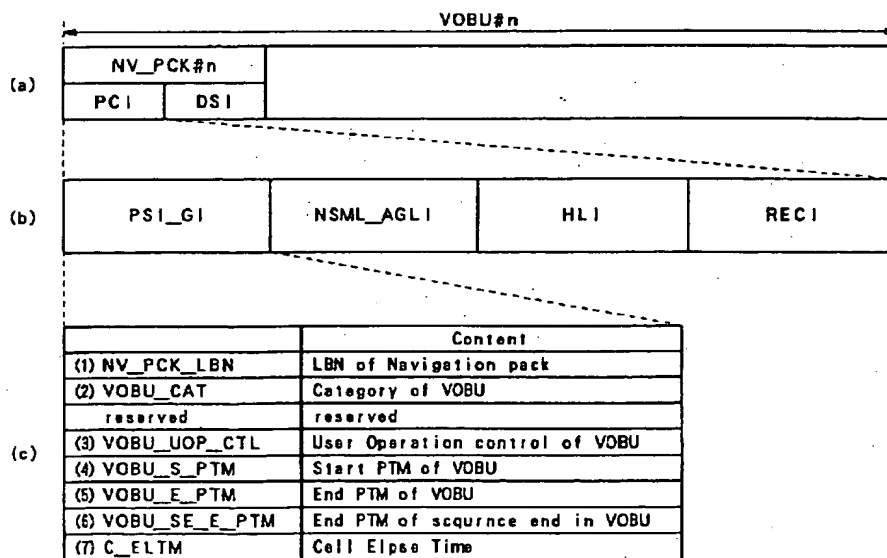 VOBU#n
(a)
NV_PCK#n
PCI DSI
(b)
PSI_GI NSML_AGLI HLI RECI
(c)
Content
(1) NV_PCK_LBN LBN of Navigation pack
(2) VOBU_CAT Category of VOBU
reserved reserved
(3) VOBU_UOP_CTL User Operation control of VOBU
(4) VOBU_S_PTM Start PTM of VOBU
(5) VOBU_E_PTM End PTM of VOBU
(6) VOBU_SE_E_PTM End PTM of scqurnce end in VOBU
(7) C_ELTM Cell Elpse Time